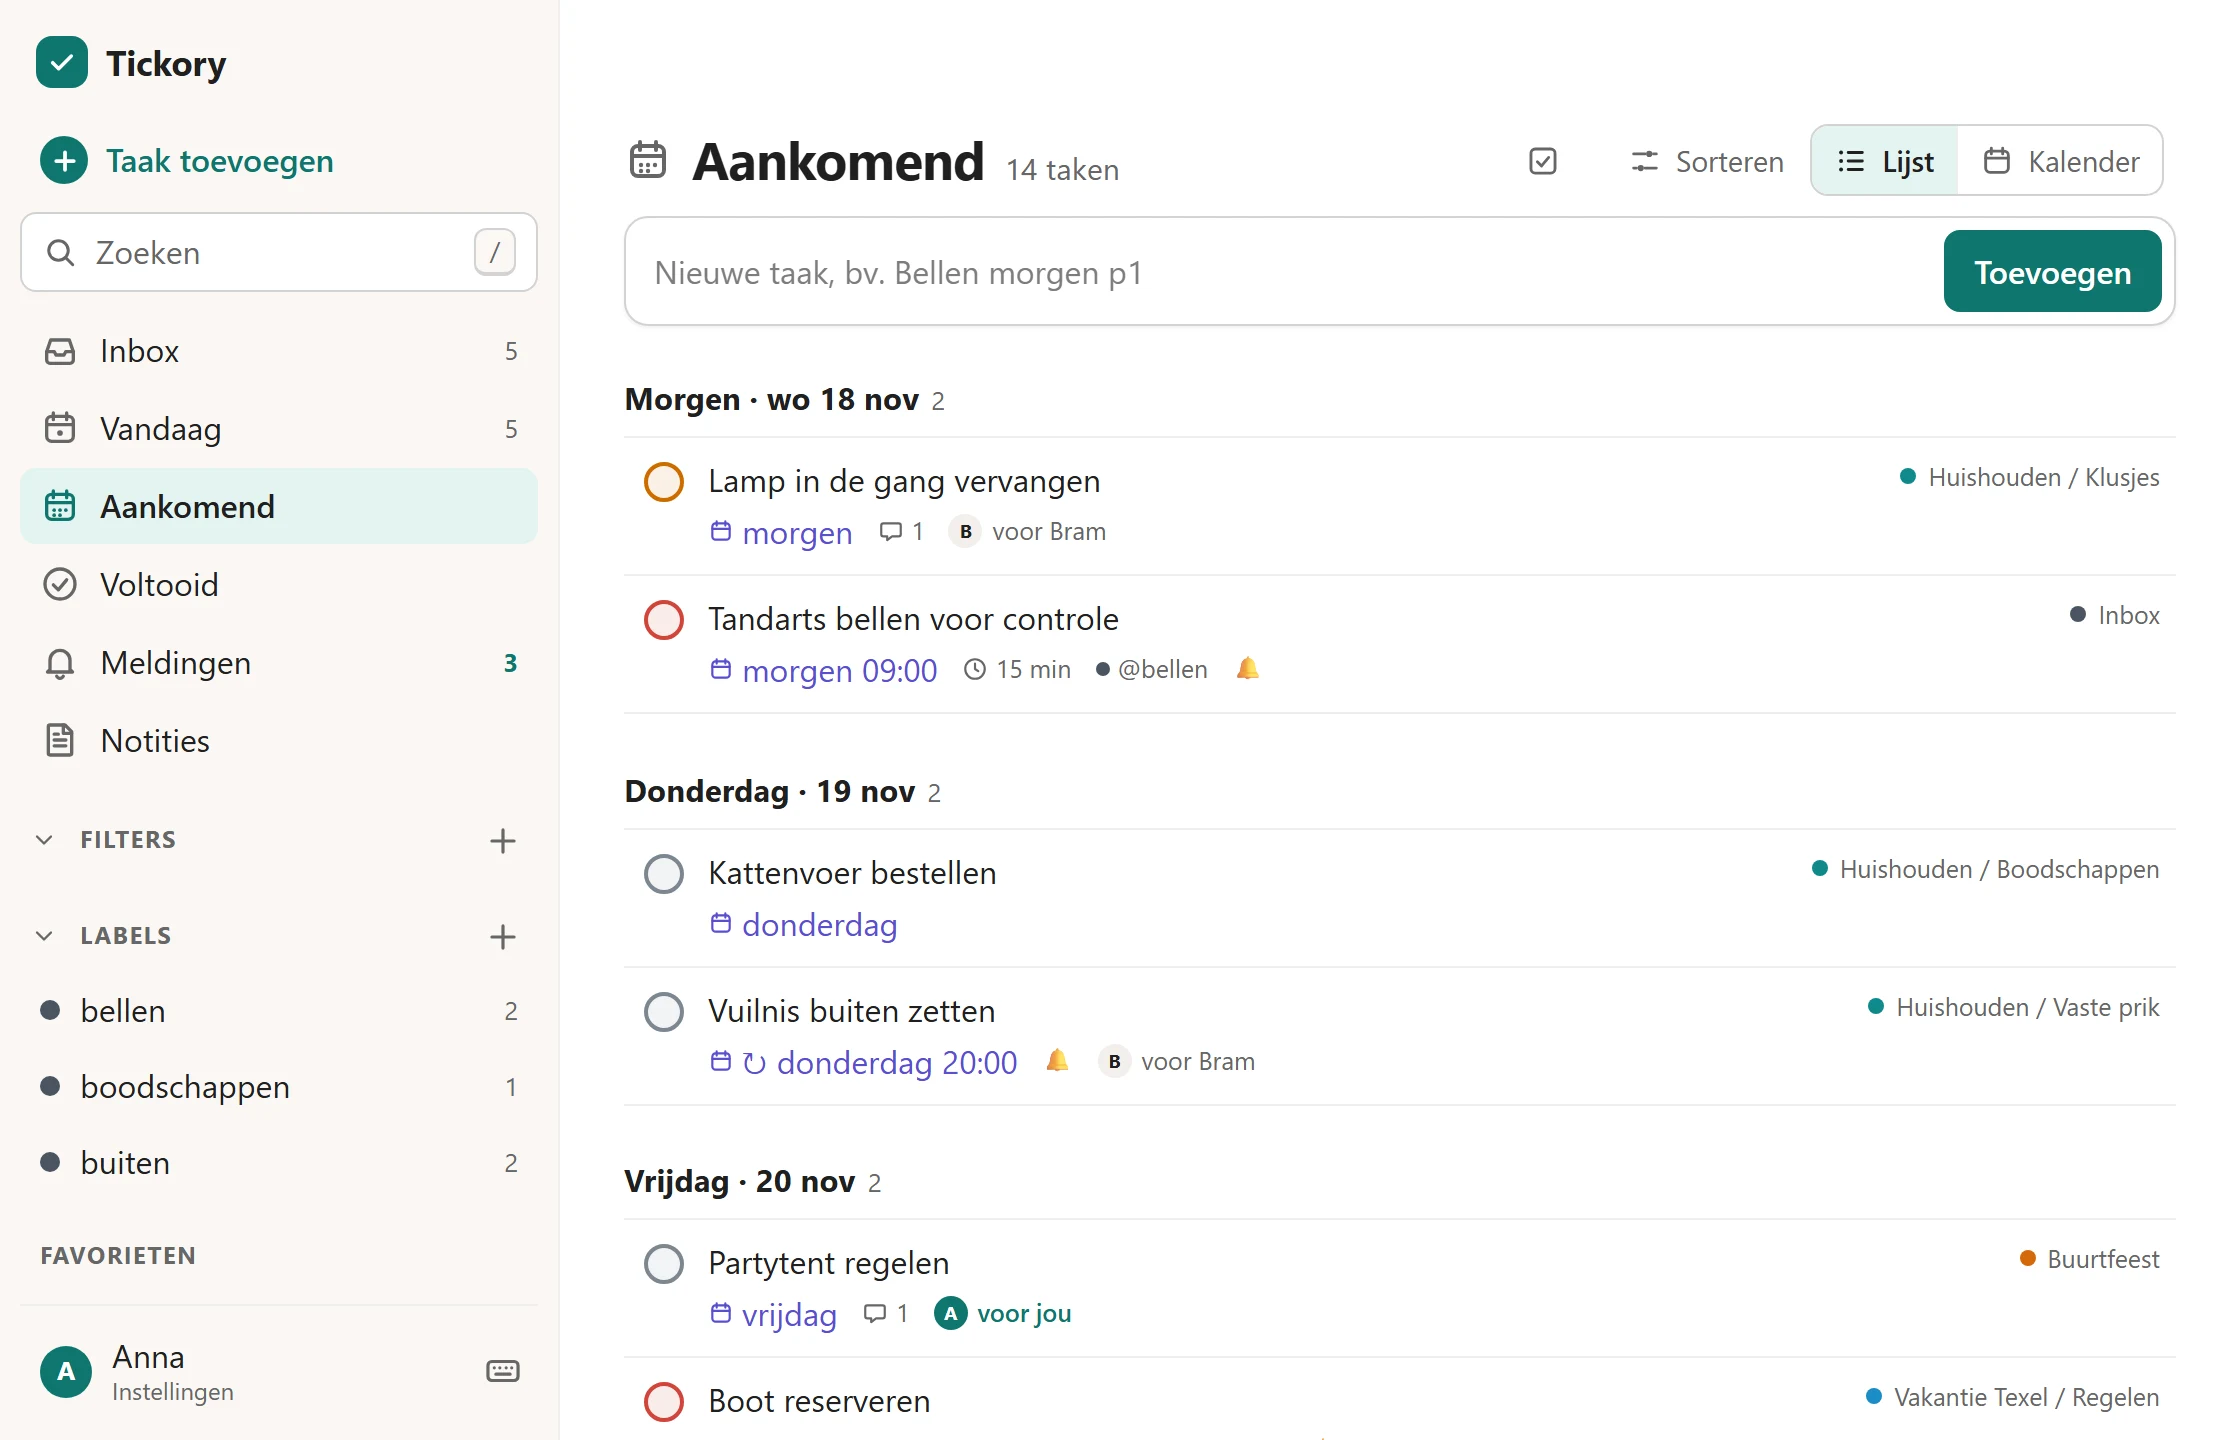 Tickory
Taak toevoegen
Zoeken /
Inbox 5
Vandaag 5
Aankomend
Voltooid
Meldingen 3
Notities
FILTERS
LABELS
bellen 2
boodschappen 1
buiten 2
FAVORIETEN
A Anna
Instellingen
Aankomend 14 taken
Sorteren
Lijst
Kalender
Nieuwe taak, bv. Bellen morgen p1
Toevoegen
Morgen · wo 18 nov 2
Lamp in de gang vervangen
Huishouden / Klusjes
morgen 1 B voor Bram
Tandarts bellen voor controle
Inbox
morgen 09:00 15 min @bellen
Donderdag · 19 nov 2
Kattenvoer bestellen
Huishouden / Boodschappen
donderdag
Vuilnis buiten zetten
Huishouden / Vaste prik
donderdag 20:00 B voor Bram
Vrijdag · 20 nov 2
Partytent regelen
Buurtfeest
vrijdag 1 A voor jou
Boot reserveren
Vakantie Texel / Regelen